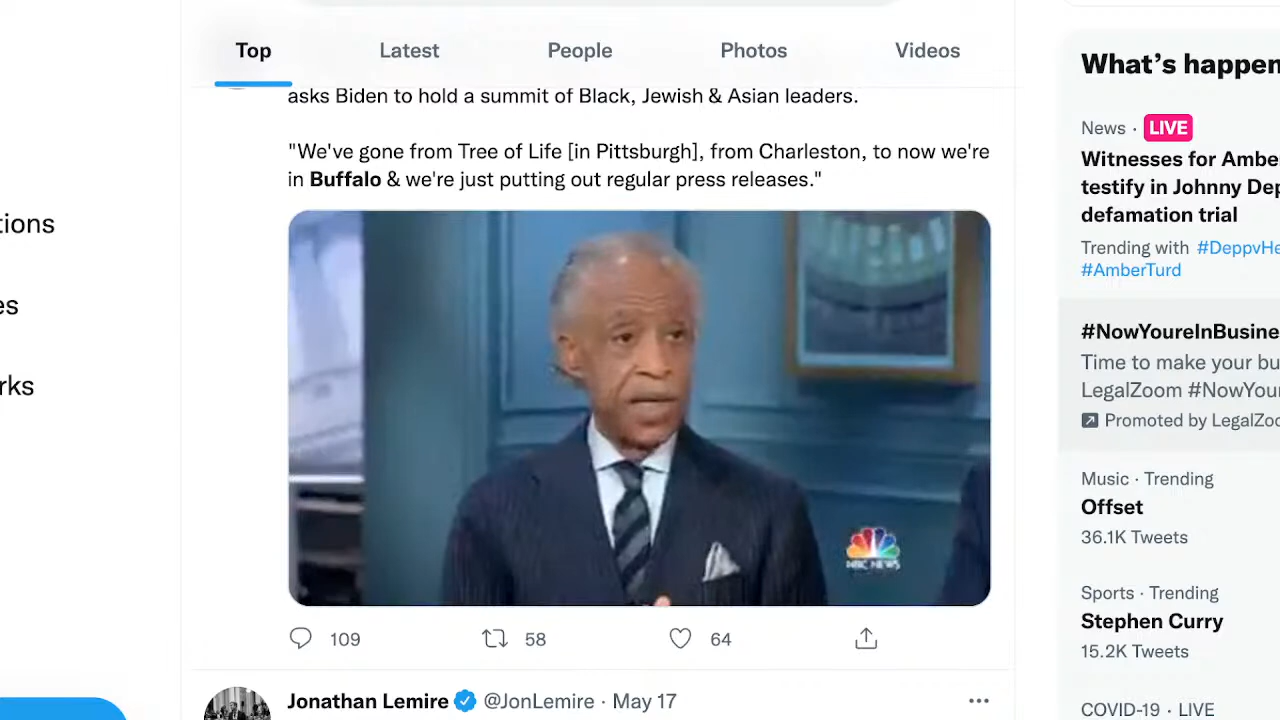 Top
Latest
People
Photos
Videos
asks Biden to hold a summit of Black, Jewish & Asian leaders.
"We've gone from Tree of Life [in Pittsburgh], from Charleston, to now we're
in Buffalo & we're just putting out regular press releases."
NBC NEWS
109
58
64
Jonathan Lemire @JonLemire · May 17
tions
es
rks
What's happen
News · LIVE
Witnesses for Ambe
testify in Johnny Dep
defamation trial
Trending with #DeppvHe
#AmberTurd
#NowYoureInBusine
Time to make your bu
LegalZoom #NowYour
Promoted by LegalZoo
Music · Trending
Offset
36.1K Tweets
Sports · Trending
Stephen Curry
15.2K Tweets
COVID-19 · LIVE